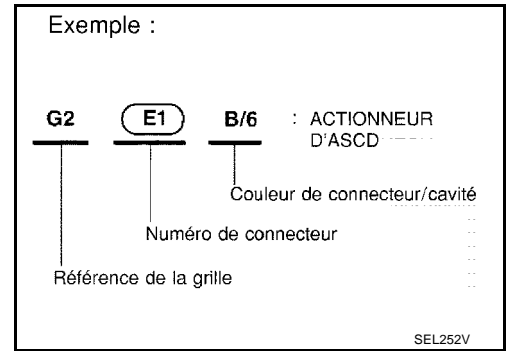 Exemple :
G2 E1 B/6 : ACTIONNEUR
D'ASCD
Couleur de connecteur/cavité
Numéro de connecteur
Référence de la grille
SEL252V